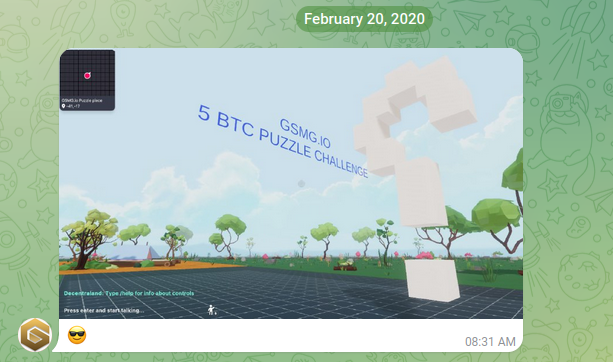 February 20, 2020
GSMG.io Puzzle place
-41,-17
GSMG.IO
5 BTC PUZZLE CHALLENGE
Decentraland. Type /help for info about controls
Press enter and start talking...
08:31 AM